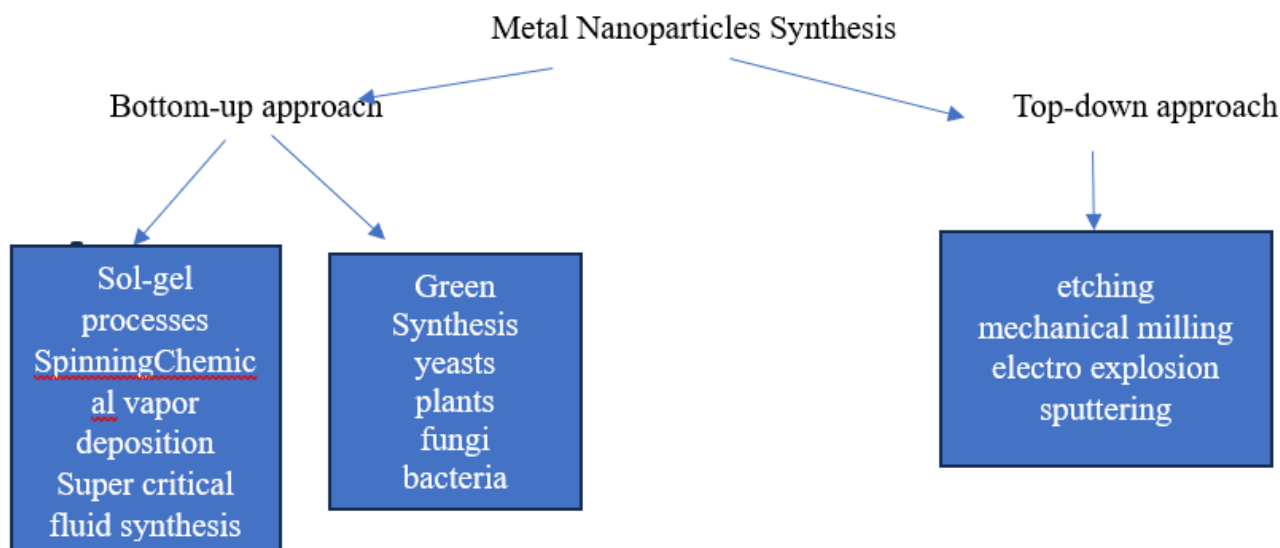 Metal Nanoparticles Synthesis
Bottom-up approach
Top-down approach
Sol-gel
processes
SpinningChemic
al vapor
deposition
Super critical
fluid synthesis
Green
Synthesis
yeasts
plants
fungi
bacteria
etching
mechanical milling
electro explosion
sputtering